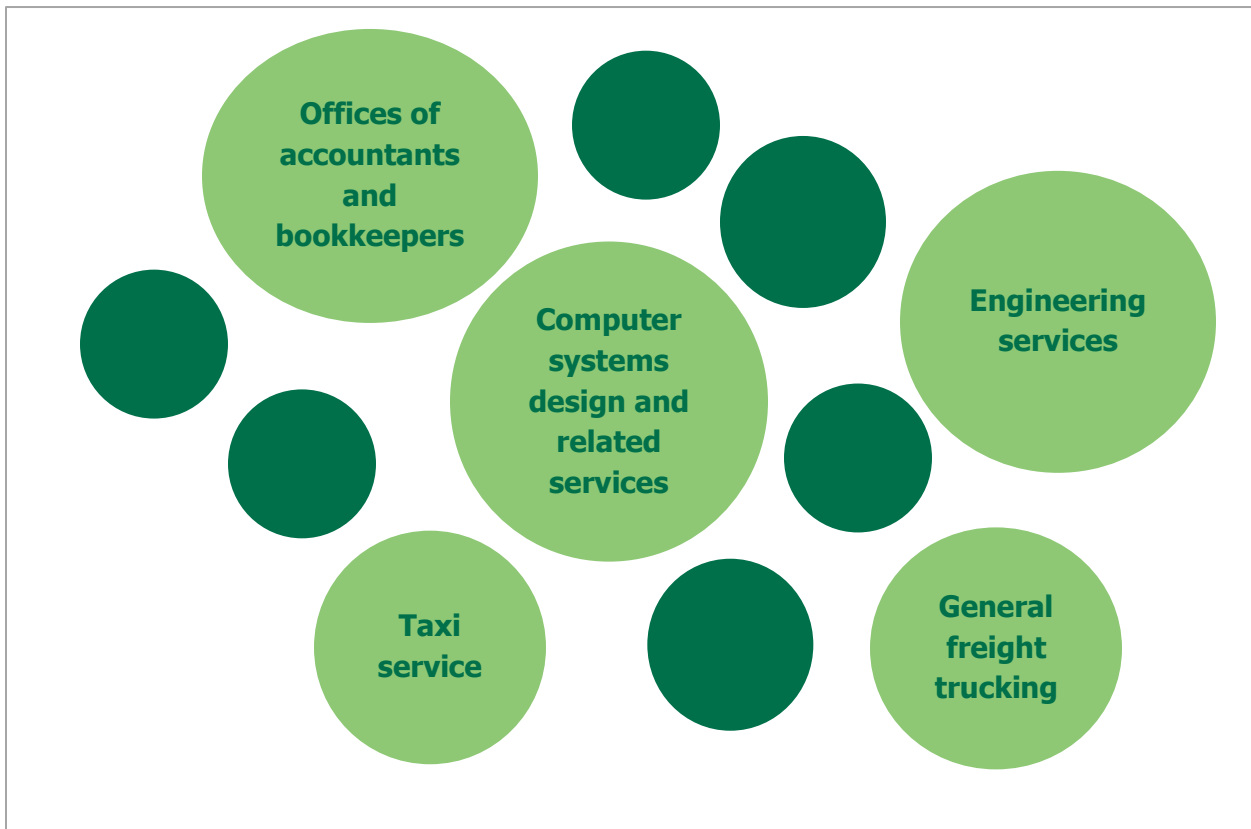 Offices of
accountants
and
bookkeepers
Engineering
services
Computer
systems
design and
related
services
Taxi
service
General
freight
trucking